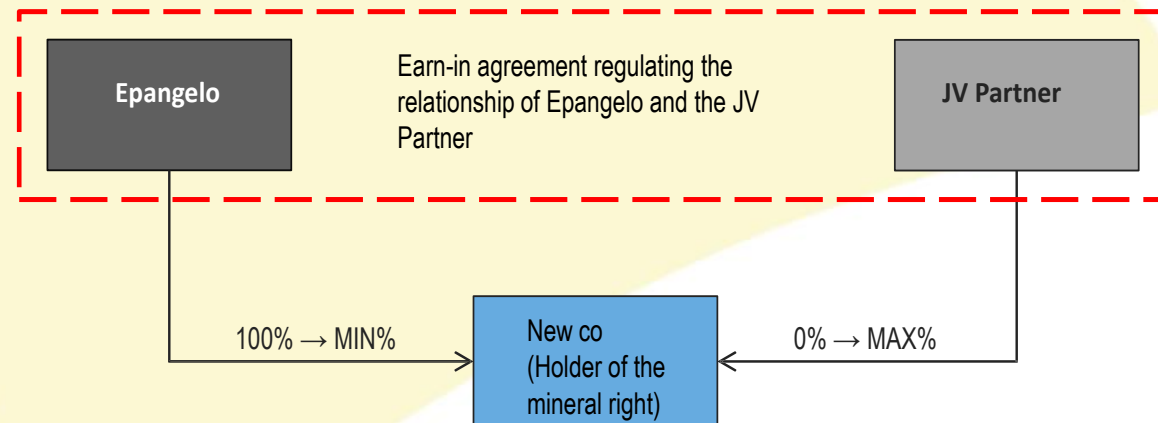 Epangelo
Earn-in agreement regulating the
relationship of Epangelo and the JV
Partner
JV Partner
100% → MIN%
New co
(Holder of the
mineral right)
0% → MAX%